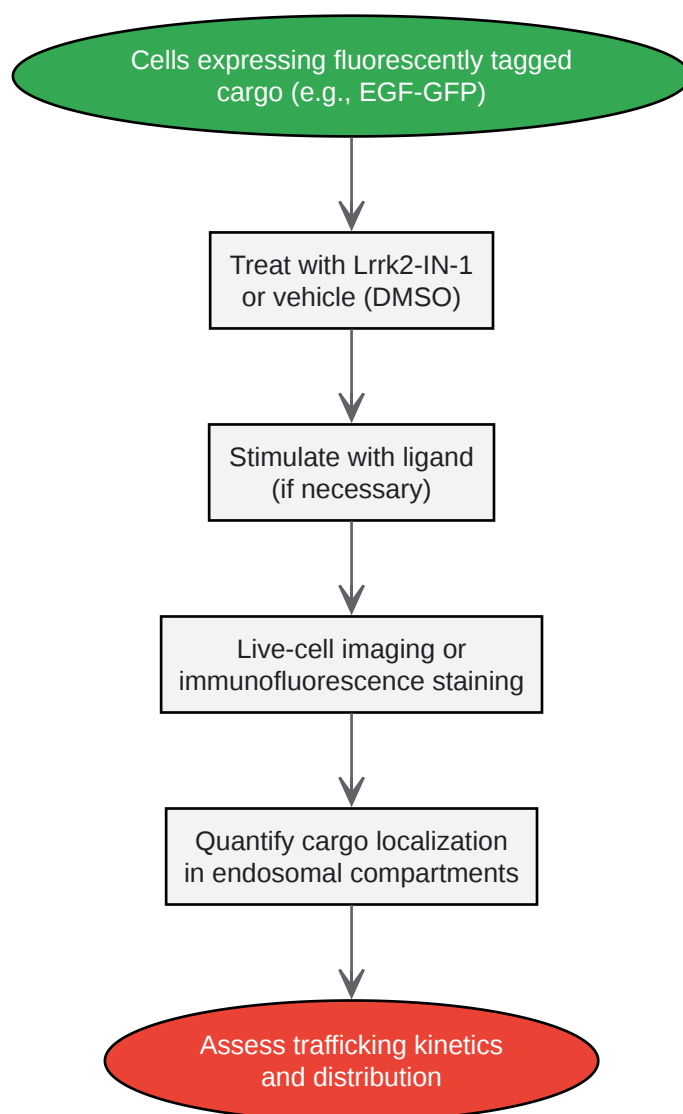 Cells expressing fluorescently tagged
cargo (e.g., EGF-GFP)
Treat with Lrrk2-IN-1
or vehicle (DMSO)
Stimulate with ligand
(if necessary)
Live-cell imaging or
immunofluorescence staining
Quantify cargo localization
in endosomal compartments
Assess trafficking kinetics
and distribution